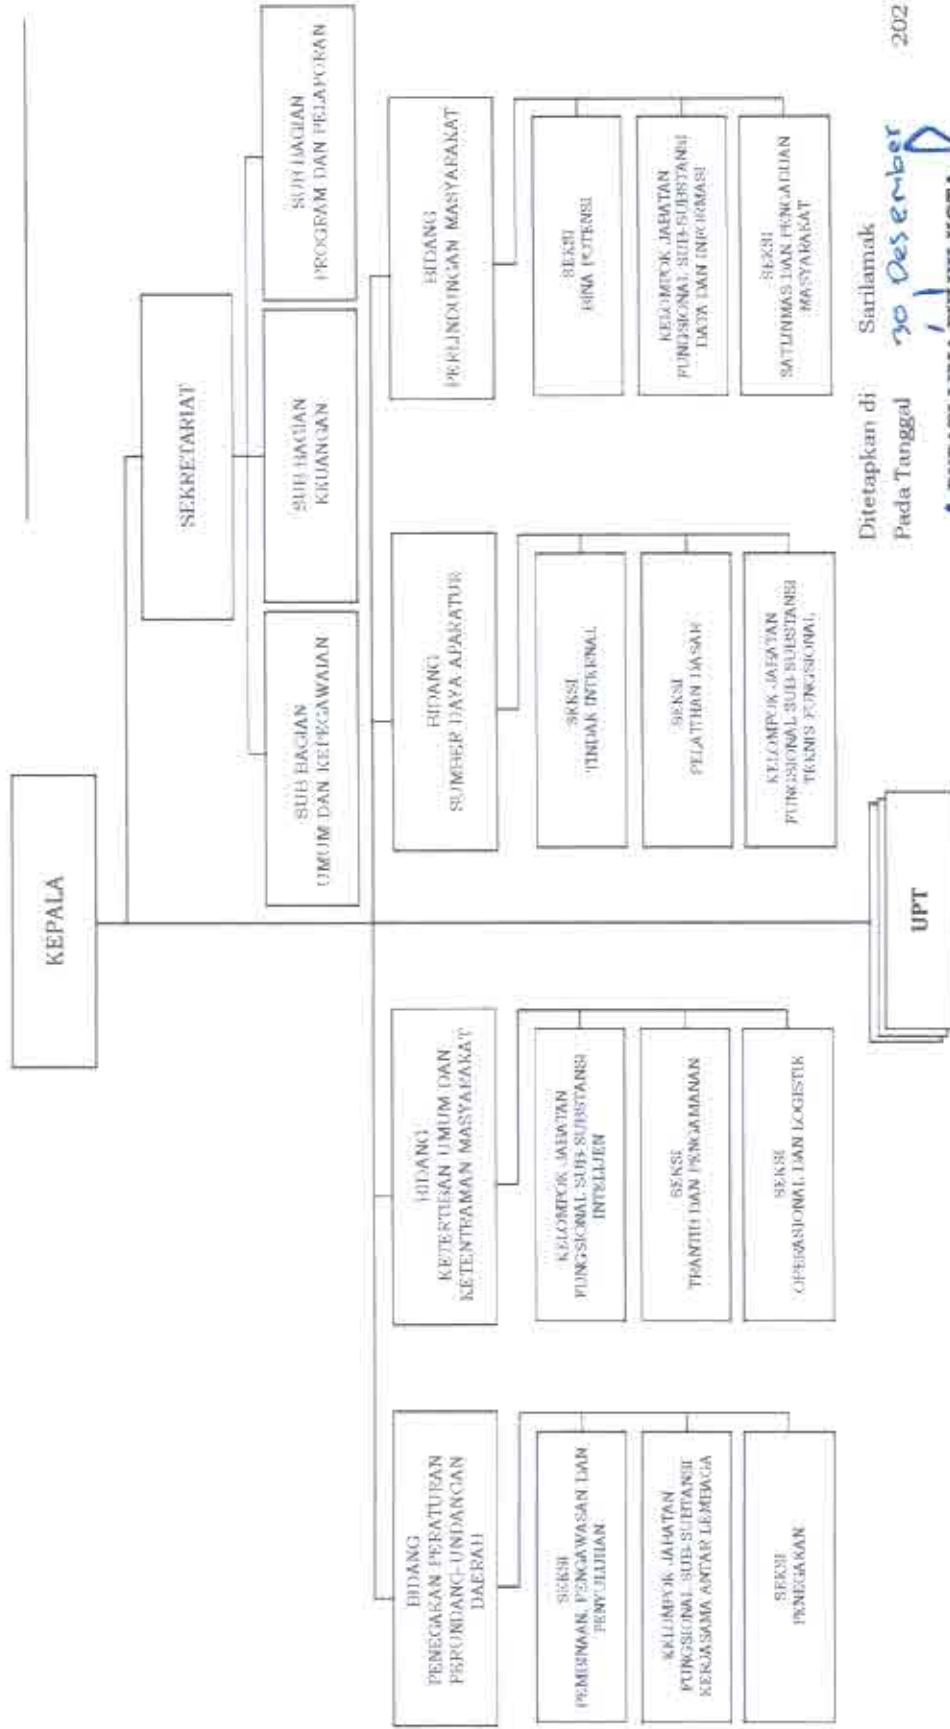 KEPALA
SEKRETARIAT
SUB BAGIAN
UMUM DAN KEPEGAWAIAN
SUB BAGIAN
KEUANGAN
SUB BAGIAN
PROGRAM DAN PELAPORAN
BIDANG
PENEGAKAN PERATURAN
PERUNDANG-UNDANGAN
DAERAH
SEKSI
PEMBINAAN, PENGAWASAN DAN
PENYULUHAN
KELOMPOK JABATAN
FUNGSIONAL SUB-SUBTANSI
KERJASAMA ANTAR LEMBAGA
SEKSI
PENEGAKAN
BIDANG
KETERTIBAN UMUM DAN
KETENTRAMAN MASYARAKAT
KELOMPOK JABATAN
FUNGSIONAL SUB-SUBSTANSI
INTELIJEN
SEKSI
TRANTIB DAN PENGAMANAN
SEKSI
OPERASIONAL DAN LOGISTIK
BIDANG
SUMBER DAYA APARATUR
SEKSI
TINDAK INTERNAL
SEKSI
PELATIHAN DASAR
KELOMPOK JABATAN
FUNGSIONAL SUB-SUBSTANSI
TEKNIS FUNGSIONAL
BIDANG
PERLINDUNGAN MASYARAKAT
SEKSI
BINA POTENSI
KELOMPOK JABATAN
FUNGSIONAL SUB-SUBSTANSI
DATA DAN INFORMASI
SEKSI
SATLINMAS DAN PENGADUAN
MASYARAKAT
UPT
Ditetapkan di Sarilamak
Pada Tanggal 30 Desember 202